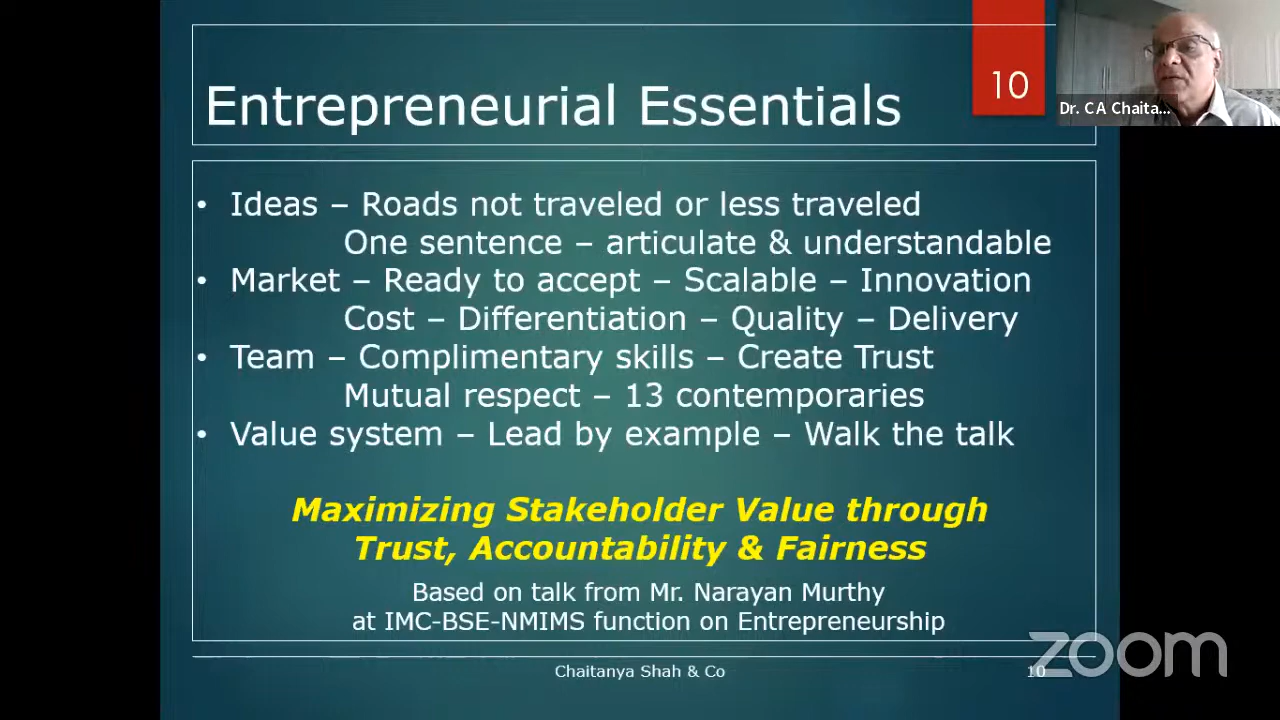 Entrepreneurial Essentials
10
Dr. C A Chaita...
• Ideas – Roads not traveled or less traveled
One sentence – articulate & understandable
• Market – Ready to accept – Scalable – Innovation
Cost – Differentiation – Quality – Delivery
• Team – Complimentary skills – Create Trust
Mutual respect – 13 contemporaries
• Value system – Lead by example – Walk the talk
Maximizing Stakeholder Value through
Trust, Accountability & Fairness
Based on talk from Mr. Narayan Murthy
at IMC-BSE-NMIMS function on Entrepreneurship
Chaitanya Shah & Co
10
zoom